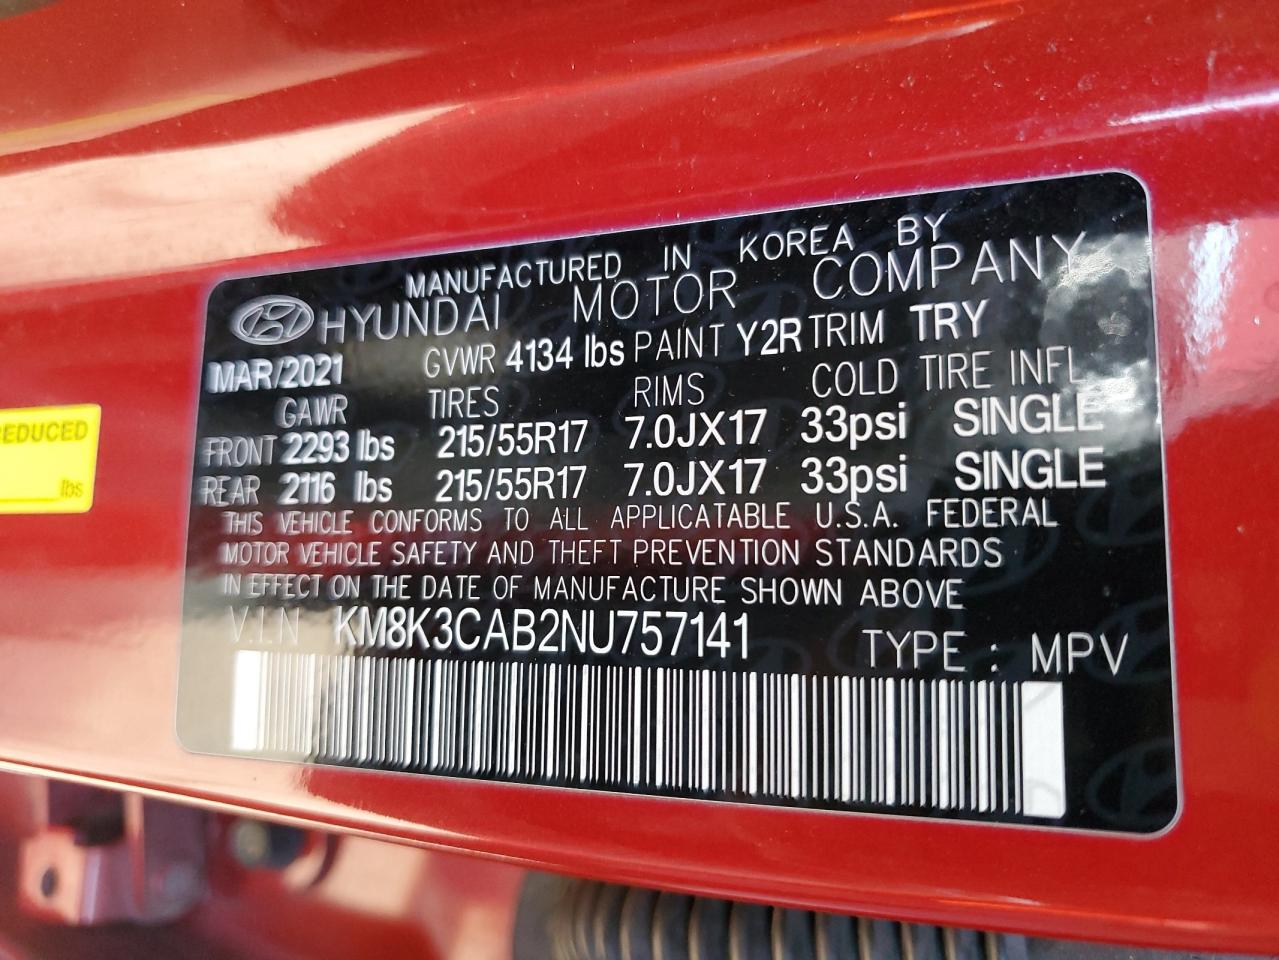 MANUFACTURED IN KOREA BY
HYUNDAI MOTOR COMPANY
MAR/2021 GVWR 4134 lbs PAINT Y2R TRIM TRY
GAWR TIRES RIMS COLD TIRE INFL
FRONT 2293 lbs 215/55R17 7.0JX17 33psi SINGLE
REAR 2116 lbs 215/55R17 7.0JX17 33psi SINGLE
THIS VEHICLE CONFORMS TO ALL APPLICATABLE U.S.A. FEDERAL
MOTOR VEHICLE SAFETY AND THEFT PREVENTION STANDARDS
IN EFFECT ON THE DATE OF MANUFACTURE SHOWN ABOVE
V.I.N KM8K3CAB2NU757141 TYPE : MPV
REDUCED
lbs